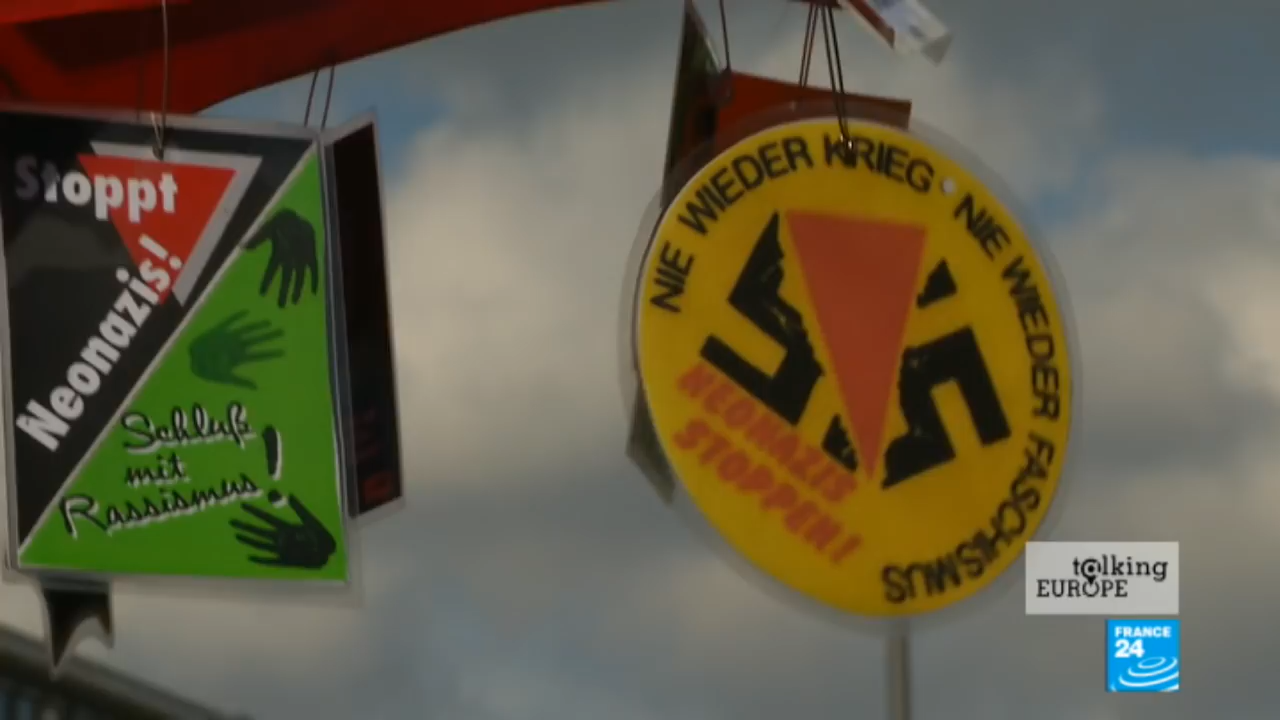 Stoppt
Neonazis!
Schluß
mit
Rassismus!
NIE WIEDER KRIEG · NIE WIEDER FASCHISMUS
NEONAZIS
STOPPEN!
talking
EUROPE
FRANCE
24